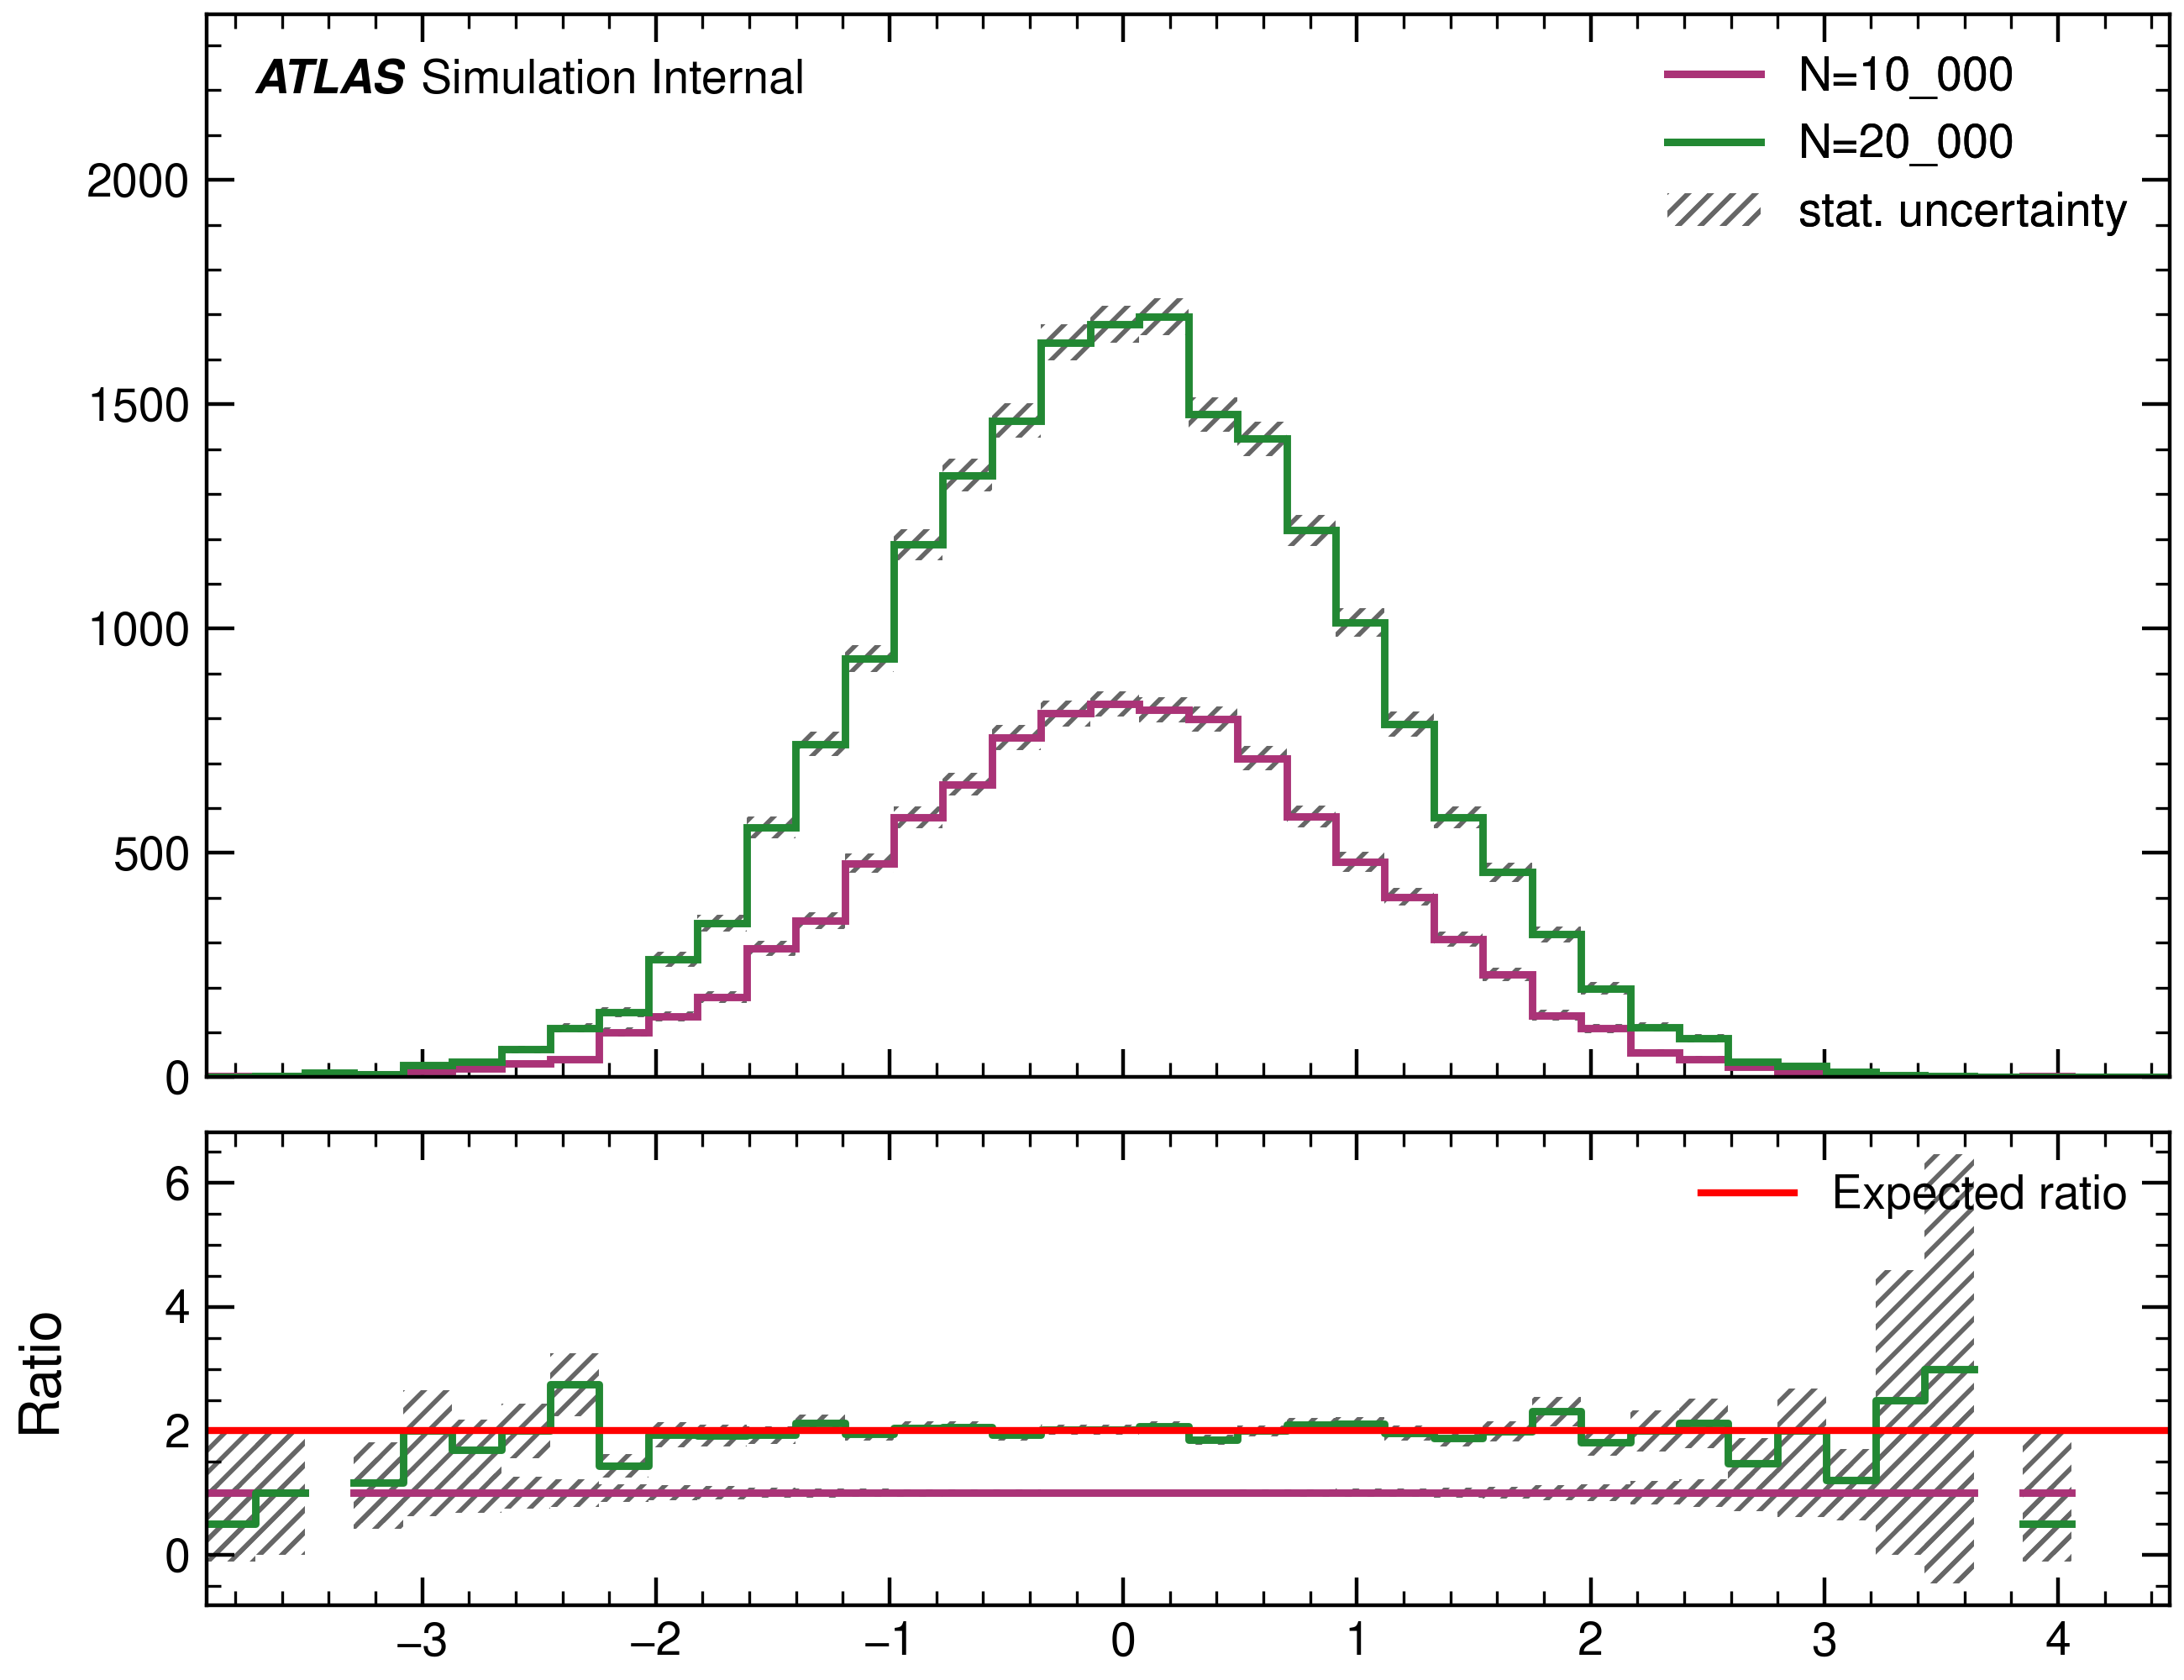 ATLAS Simulation Internal
N=10_000
N=20_000
stat. uncertainty
2000
1500
1000
500
0
Expected ratio
6
4
2
0
Ratio
−3 −2 −1 0 1 2 3 4